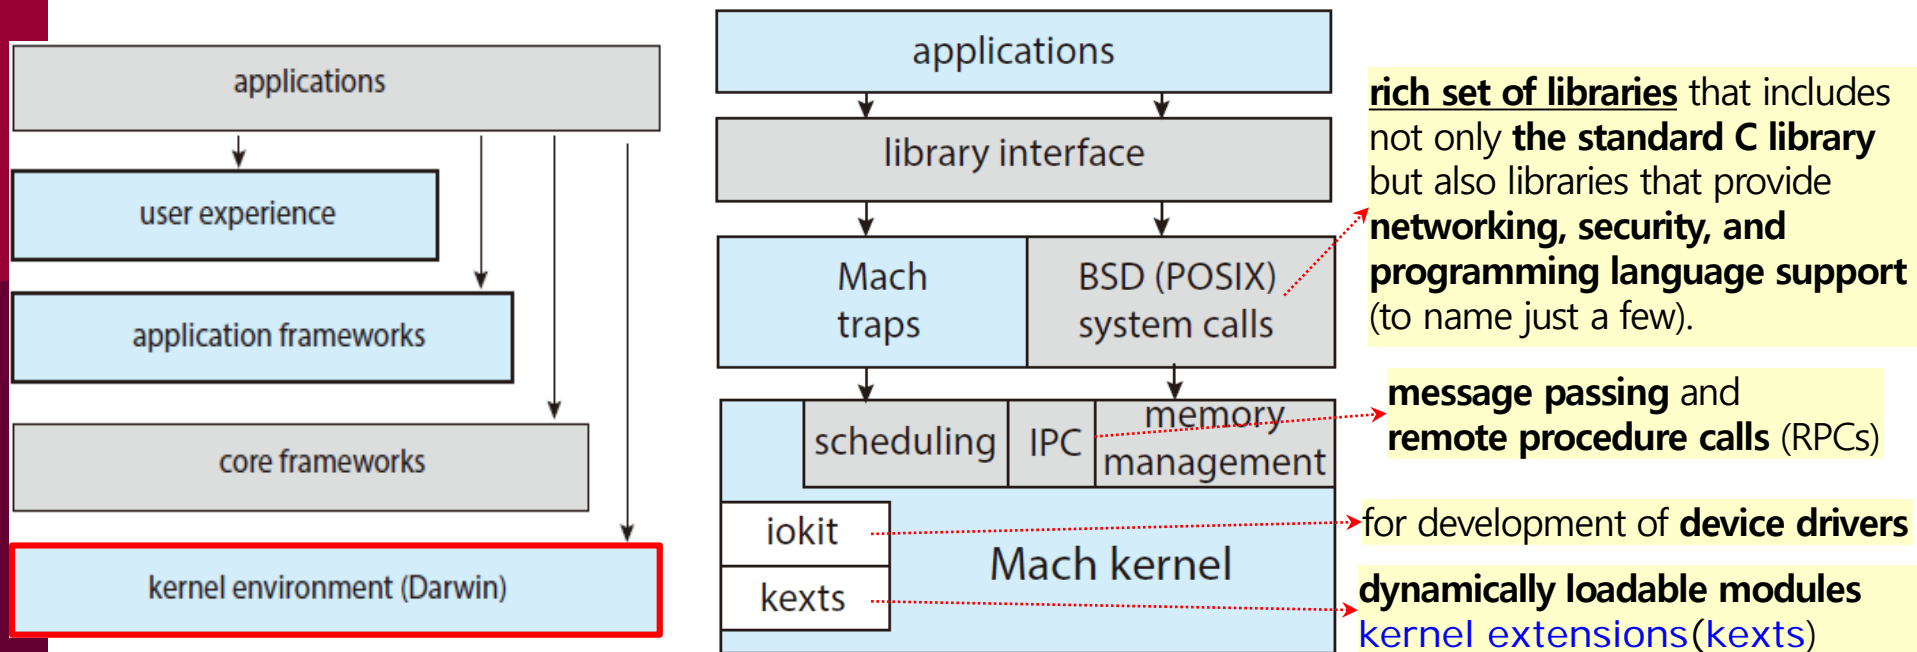 applications
user experience
application frameworks
core frameworks
kernel environment (Darwin)
applications
library interface
Mach
traps
BSD (POSIX)
system calls
scheduling
IPC
memory
management
iokit
kexts
Mach kernel
rich set of libraries that includes
not only the standard C library
but also libraries that provide
networking, security, and
programming language support
(to name just a few).
message passing and
remote procedure calls (RPCs)
for development of device drivers
dynamically loadable modules
kernel extensions(kexts)